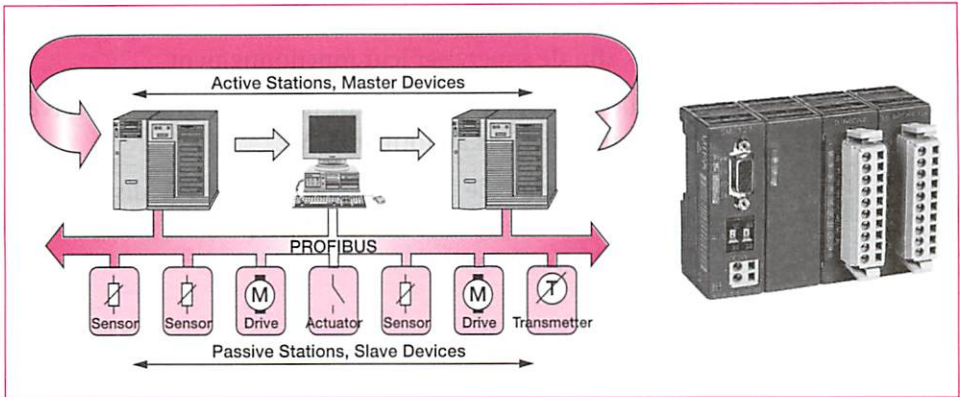 Active Stations, Master Devices
PROFIBUS
Sensor Sensor Drive Actuator Sensor Drive Transmetter
M M T
Passive Stations, Slave Devices